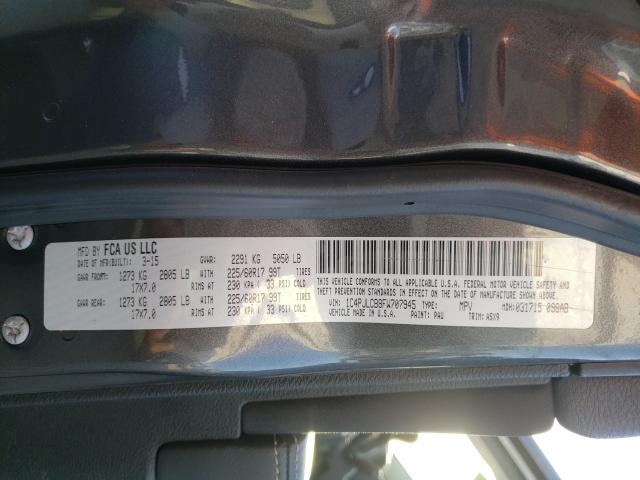 MFD BY FCA US LLC
DATE OF MFR/BUILT: 3-15 GVWR: 2291 KG 5050 LB
GAWR FRONT: 1273 KG 2805 LB WITH 225/60R17 99T TIRES
17X7.0 RIMS AT 230 KPA / 33 PSI COLD
GAWR REAR: 1273 KG 2805 LB WITH 225/60R17 99T TIRES
17X7.0 RIMS AT 230 KPA / 33 PSI COLD
THIS VEHICLE CONFORMS TO ALL APPLICABLE U.S.A. FEDERAL MOTOR VEHICLE SAFETY AND
THEFT PREVENTION STANDARDS IN EFFECT ON THE DATE OF MANUFACTURE SHOWN ABOVE.
VIN: 1C4PJLCB8FW707945 TYPE: MPV MDH: 031715 098AB
VEHICLE MADE IN U.S.A. PAINT: PAU TRIM: A5X9